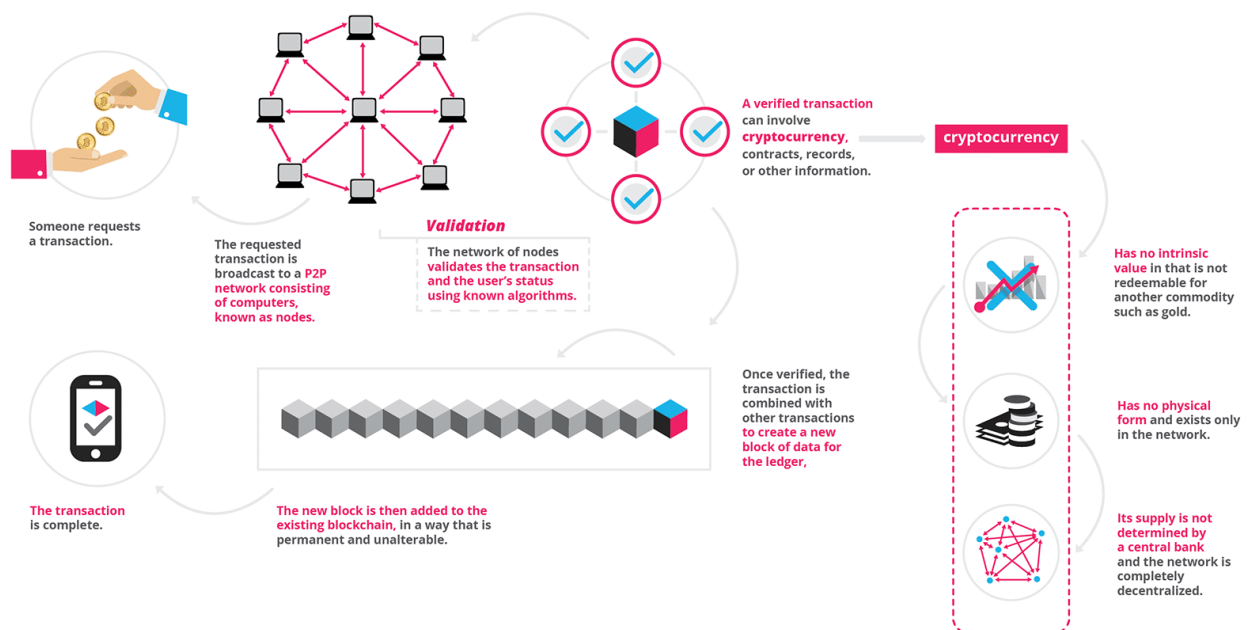 Someone requests
a transaction.
The requested
transaction is
broadcast to a P2P
network consisting
of computers,
known as nodes.
Validation
The network of nodes
validates the transaction
and the user's status
using known algorithms.
A verified transaction
can involve
cryptocurrency,
contracts, records,
or other information.
cryptocurrency
Has no intrinsic
value in that is not
redeemable for
another commodity
such as gold.
Has no physical
form and exists only
in the network.
Its supply is not
determined by
a central bank
and the network is
completely
decentralized.
Once verified, the
transaction is
combined with
other transactions
to create a new
block of data for
the ledger,
The new block is then added to the
existing blockchain, in a way that is
permanent and unalterable.
The transaction
is complete.